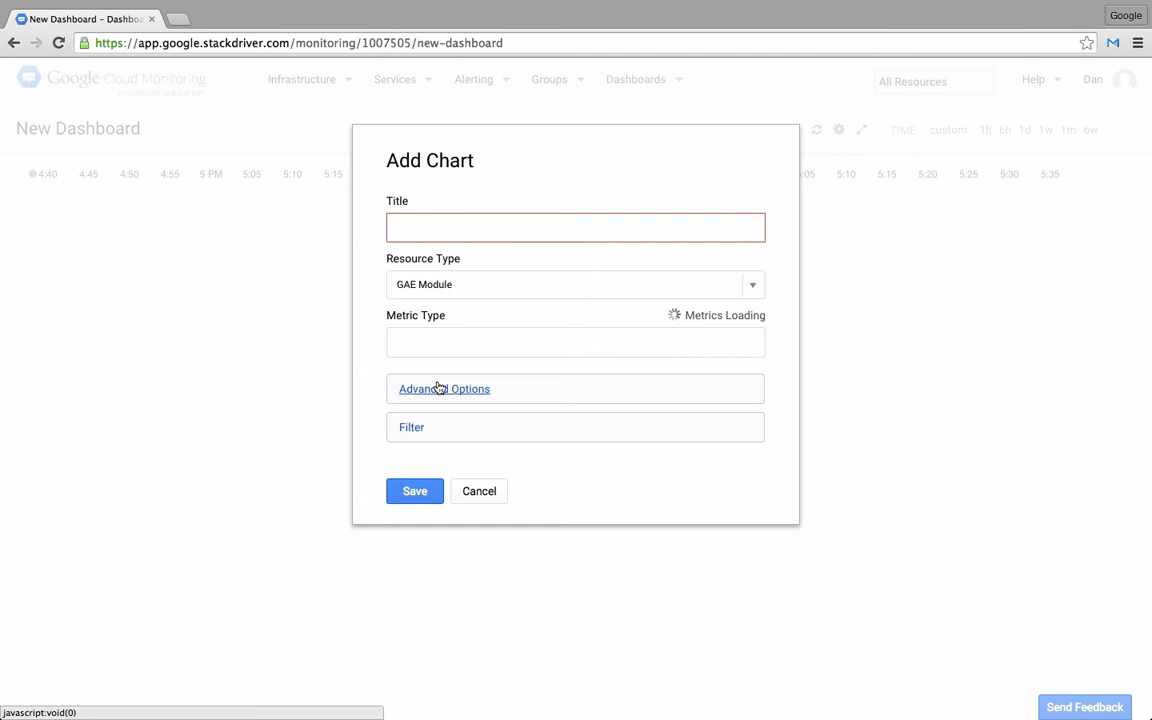 New Dashboard - Dashboa
Google
https://app.google.stackdriver.com/monitoring/1007505/new-dashboard
Google Cloud Monitoring
powered by stackdriver
Infrastructure Services Alerting Groups Dashboards All Resources Help Dan
New Dashboard
TIME custom 1h 6h 1d 1w 1m 6w
4:40 4:45 4:50 4:55 5 PM 5:05 5:10 5:15 :05 5:10 5:15 5:20 5:25 5:30 5:35
Add Chart
Title
Resource Type
GAE Module
Metric Type Metrics Loading
Advanced Options
Filter
Save Cancel
Send Feedback
javascript:void(0)